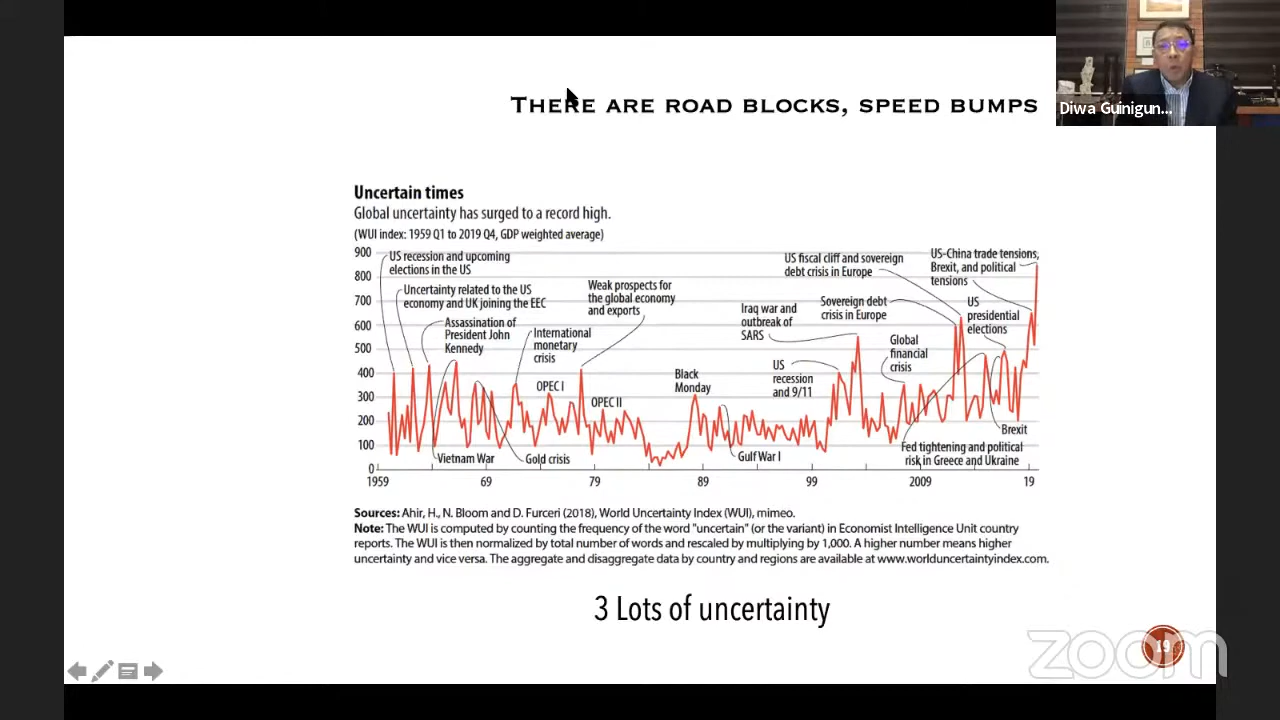 THERE ARE ROAD BLOCKS, SPEED BUMPS
Diwa Guinigun...
Uncertain times
Global uncertainty has surged to a record high.
(WUI index: 1959 Q1 to 2019 Q4, GDP weighted average)
900
800
700
600
500
400
300
200
100
0
US recession and upcoming
elections in the US
Uncertainty related to the US
economy and UK joining the EEC
Assassination of
President John
Kennedy
Vietnam War
Gold crisis
International
monetary
crisis
OPEC I
Weak prospects for
the global economy
and exports
OPEC II
Black
Monday
Gulf War I
Iraq war and
outbreak of
SARS
US
recession
and 9/11
US fiscal cliff and sovereign
debt crisis in Europe
Sovereign debt
crisis in Europe
Global
financial
crisis
US-China trade tensions,
Brexit, and political
tensions
US
presidential
elections
Brexit
Fed tightening and political
risk in Greece and Ukraine
1959
69
79
89
99
2009
19
Sources: Ahir, H., N. Bloom and D. Furceri (2018), World Uncertainty Index (WUI), mimeo.
Note: The WUI is computed by counting the frequency of the word "uncertain" (or the variant) in Economist Intelligence Unit country
reports. The WUI is then normalized by total number of words and rescaled by multiplying by 1,000. A higher number means higher
uncertainty and vice versa. The aggregate and disaggregate data by country and regions are available at www.worlduncertaintyindex.com.
3 Lots of uncertainty
19
zoom